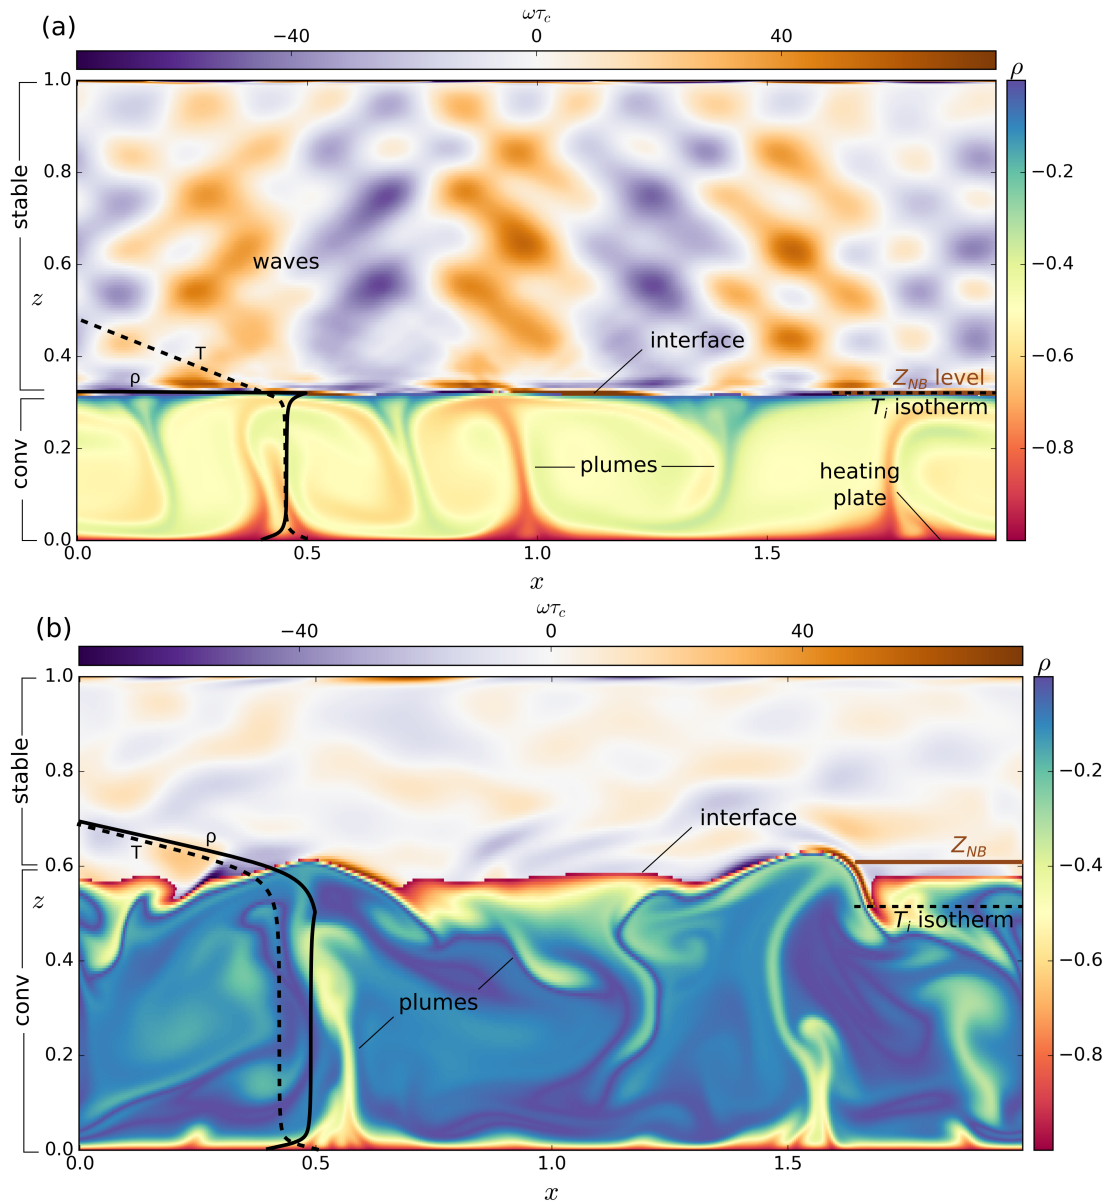 (a)
ωτc
−40 0 40
1.0
ρ
0.8
−0.2
stable
waves
0.6
z
−0.4
interface
T
0.4
−0.6
ρ
Z_NB level
T_i isotherm
conv
0.2
plumes
heating
plate
−0.8
0.0
0.0 0.5 1.0 1.5
x
(b)
ωτc
−40 0 40
1.0
ρ
0.8
−0.2
stable
interface
ρ
T
0.6
Z_NB
−0.4
z
T_i isotherm
0.4
−0.6
plumes
conv
0.2
−0.8
0.0
0.0 0.5 1.0 1.5
x